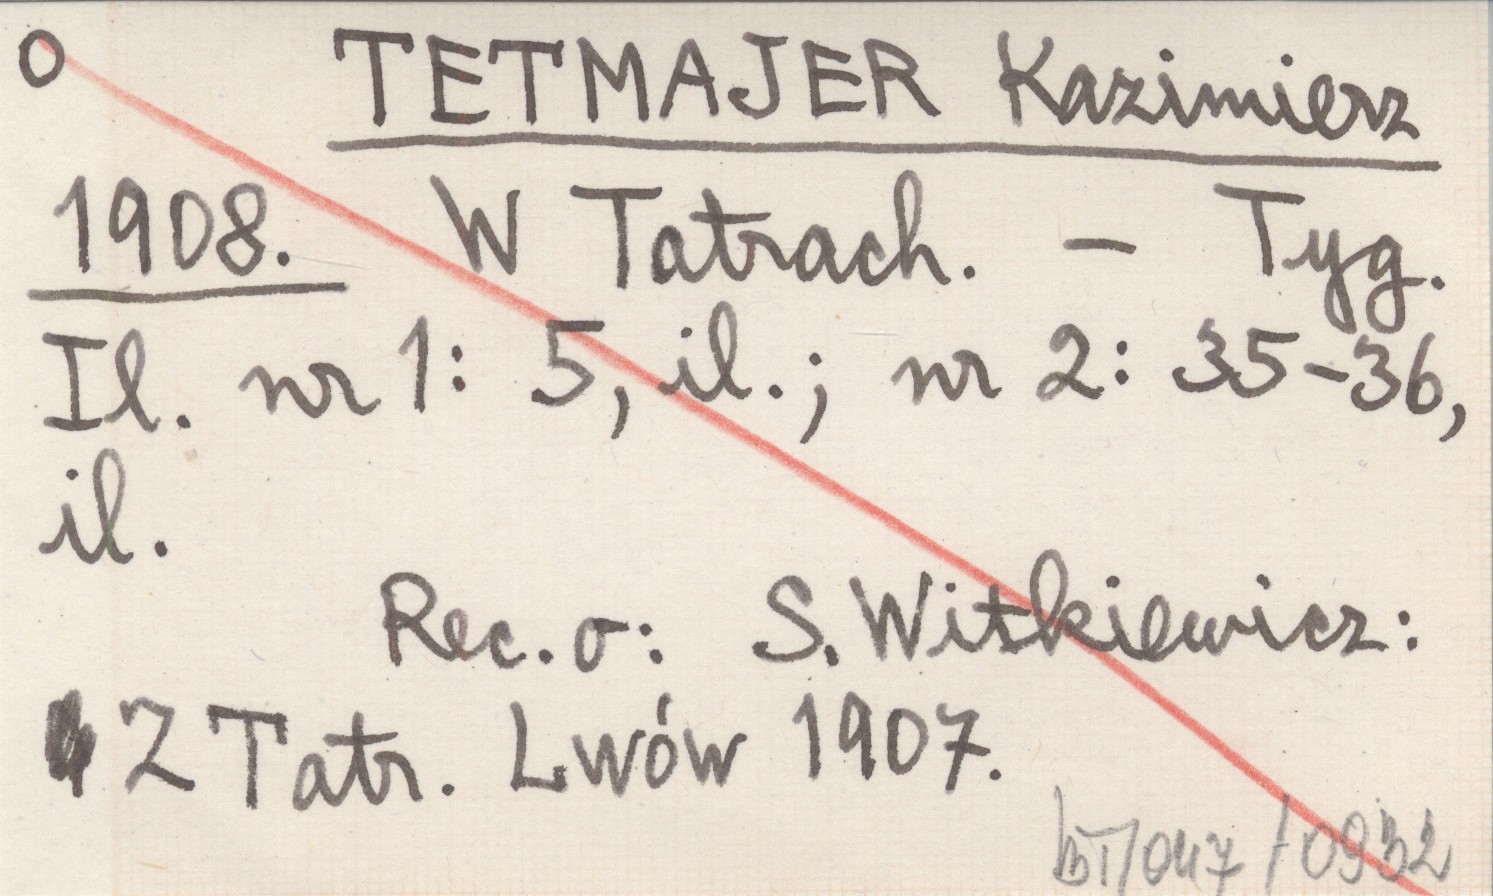 O TETMAJER Kazimierz
1908. W Tatrach. – Tyg.
Il. nr 1: 5, il.; nr 2: 35-36,
il.
Rec. o: S. Witkiewicz:
Z Tatr. Lwów 1907.
BT/047/0932